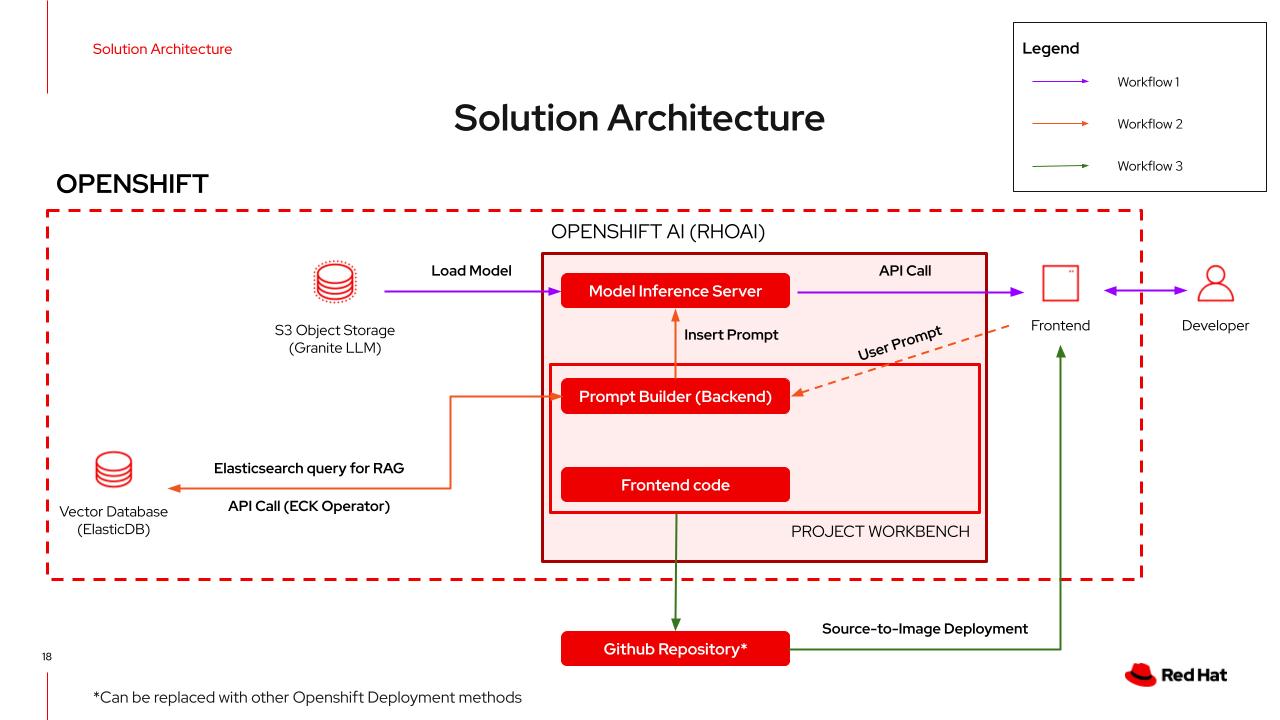 Solution Architecture
Legend
Workflow 1
Workflow 2
Workflow 3
Solution Architecture
OPENSHIFT
OPENSHIFT AI (RHOAI)
Load Model
Model Inference Server
API Call
S3 Object Storage
(Granite LLM)
Insert Prompt
User Prompt
Frontend
Developer
Prompt Builder (Backend)
Elasticsearch query for RAG
API Call (ECK Operator)
Vector Database
(ElasticDB)
Frontend code
PROJECT WORKBENCH
Github Repository*
Source-to-Image Deployment
18
*Can be replaced with other Openshift Deployment methods
Red Hat